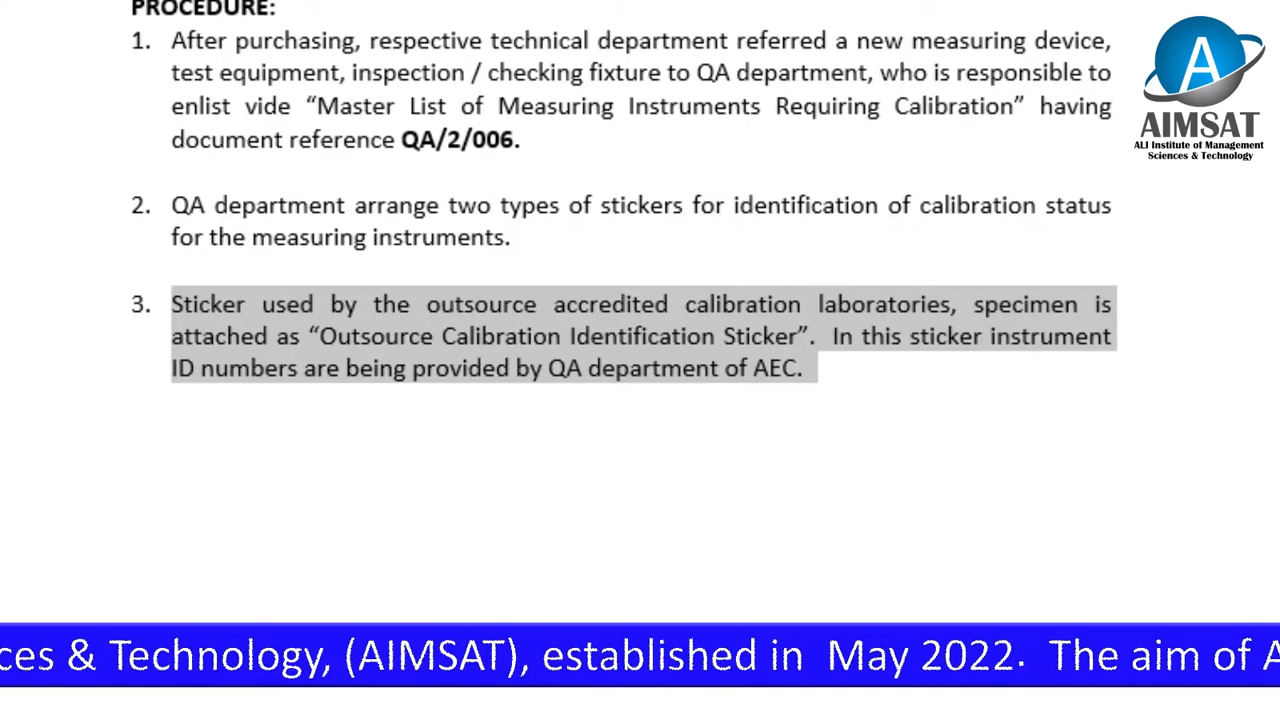 PROCEDURE:
1. After purchasing, respective technical department referred a new measuring device,
test equipment, inspection / checking fixture to QA department, who is responsible to
enlist vide “Master List of Measuring Instruments Requiring Calibration” having
document reference QA/2/006.
2. QA department arrange two types of stickers for identification of calibration status
for the measuring instruments.
3. Sticker used by the outsource accredited calibration laboratories, specimen is
attached as “Outsource Calibration Identification Sticker”. In this sticker instrument
ID numbers are being provided by QA department of AEC.
A
AIMSAT
ALI Institute of Management
Sciences & Technology
ces & Technology, (AIMSAT), established in May 2022. The aim of A